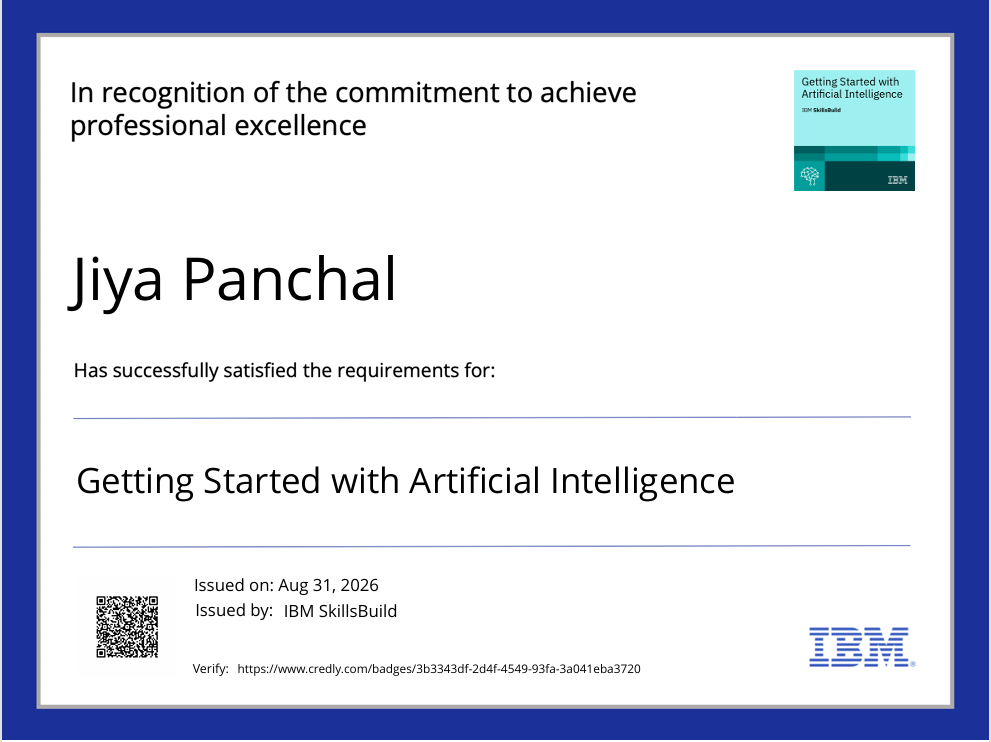 In recognition of the commitment to achieve
professional excellence
Getting Started with
Artificial Intelligence
IBM SkillsBuild
IBM
Jiya Panchal
Has successfully satisfied the requirements for:
Getting Started with Artificial Intelligence
Issued on: Aug 31, 2026
Issued by: IBM SkillsBuild
Verify: https://www.credly.com/badges/3b3343df-2d4f-4549-93fa-3a041eba3720
IBM®